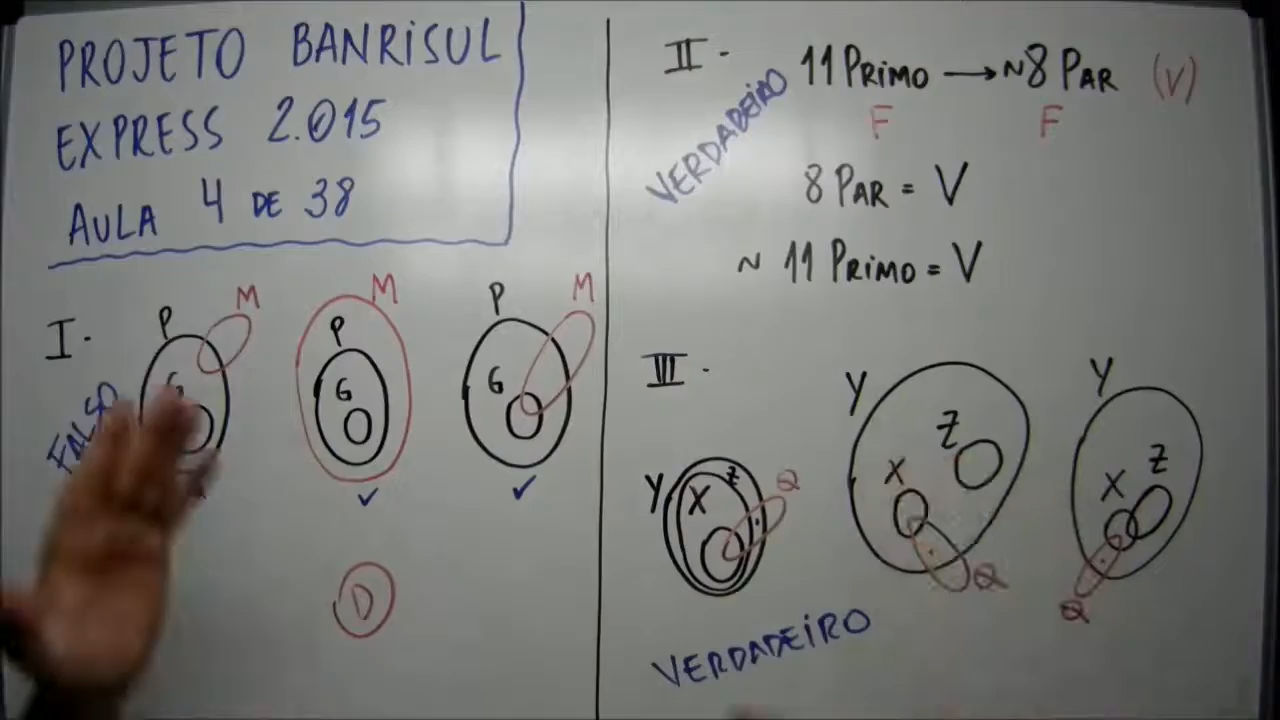 PROJETO BANRISUL
EXPRESS 2.015
AULA 4 DE 38
I-
FALSO
P M
G
M
P
G
✓
P M
G
✓
D
II-
VERDADEIRO
11 PRIMO → ~8 PAR (V)
F F
8 PAR = V
~ 11 PRIMO = V
III -
Y X Z Q
Y Z
X
Q
Y
X Z
Q
VERDADEIRO